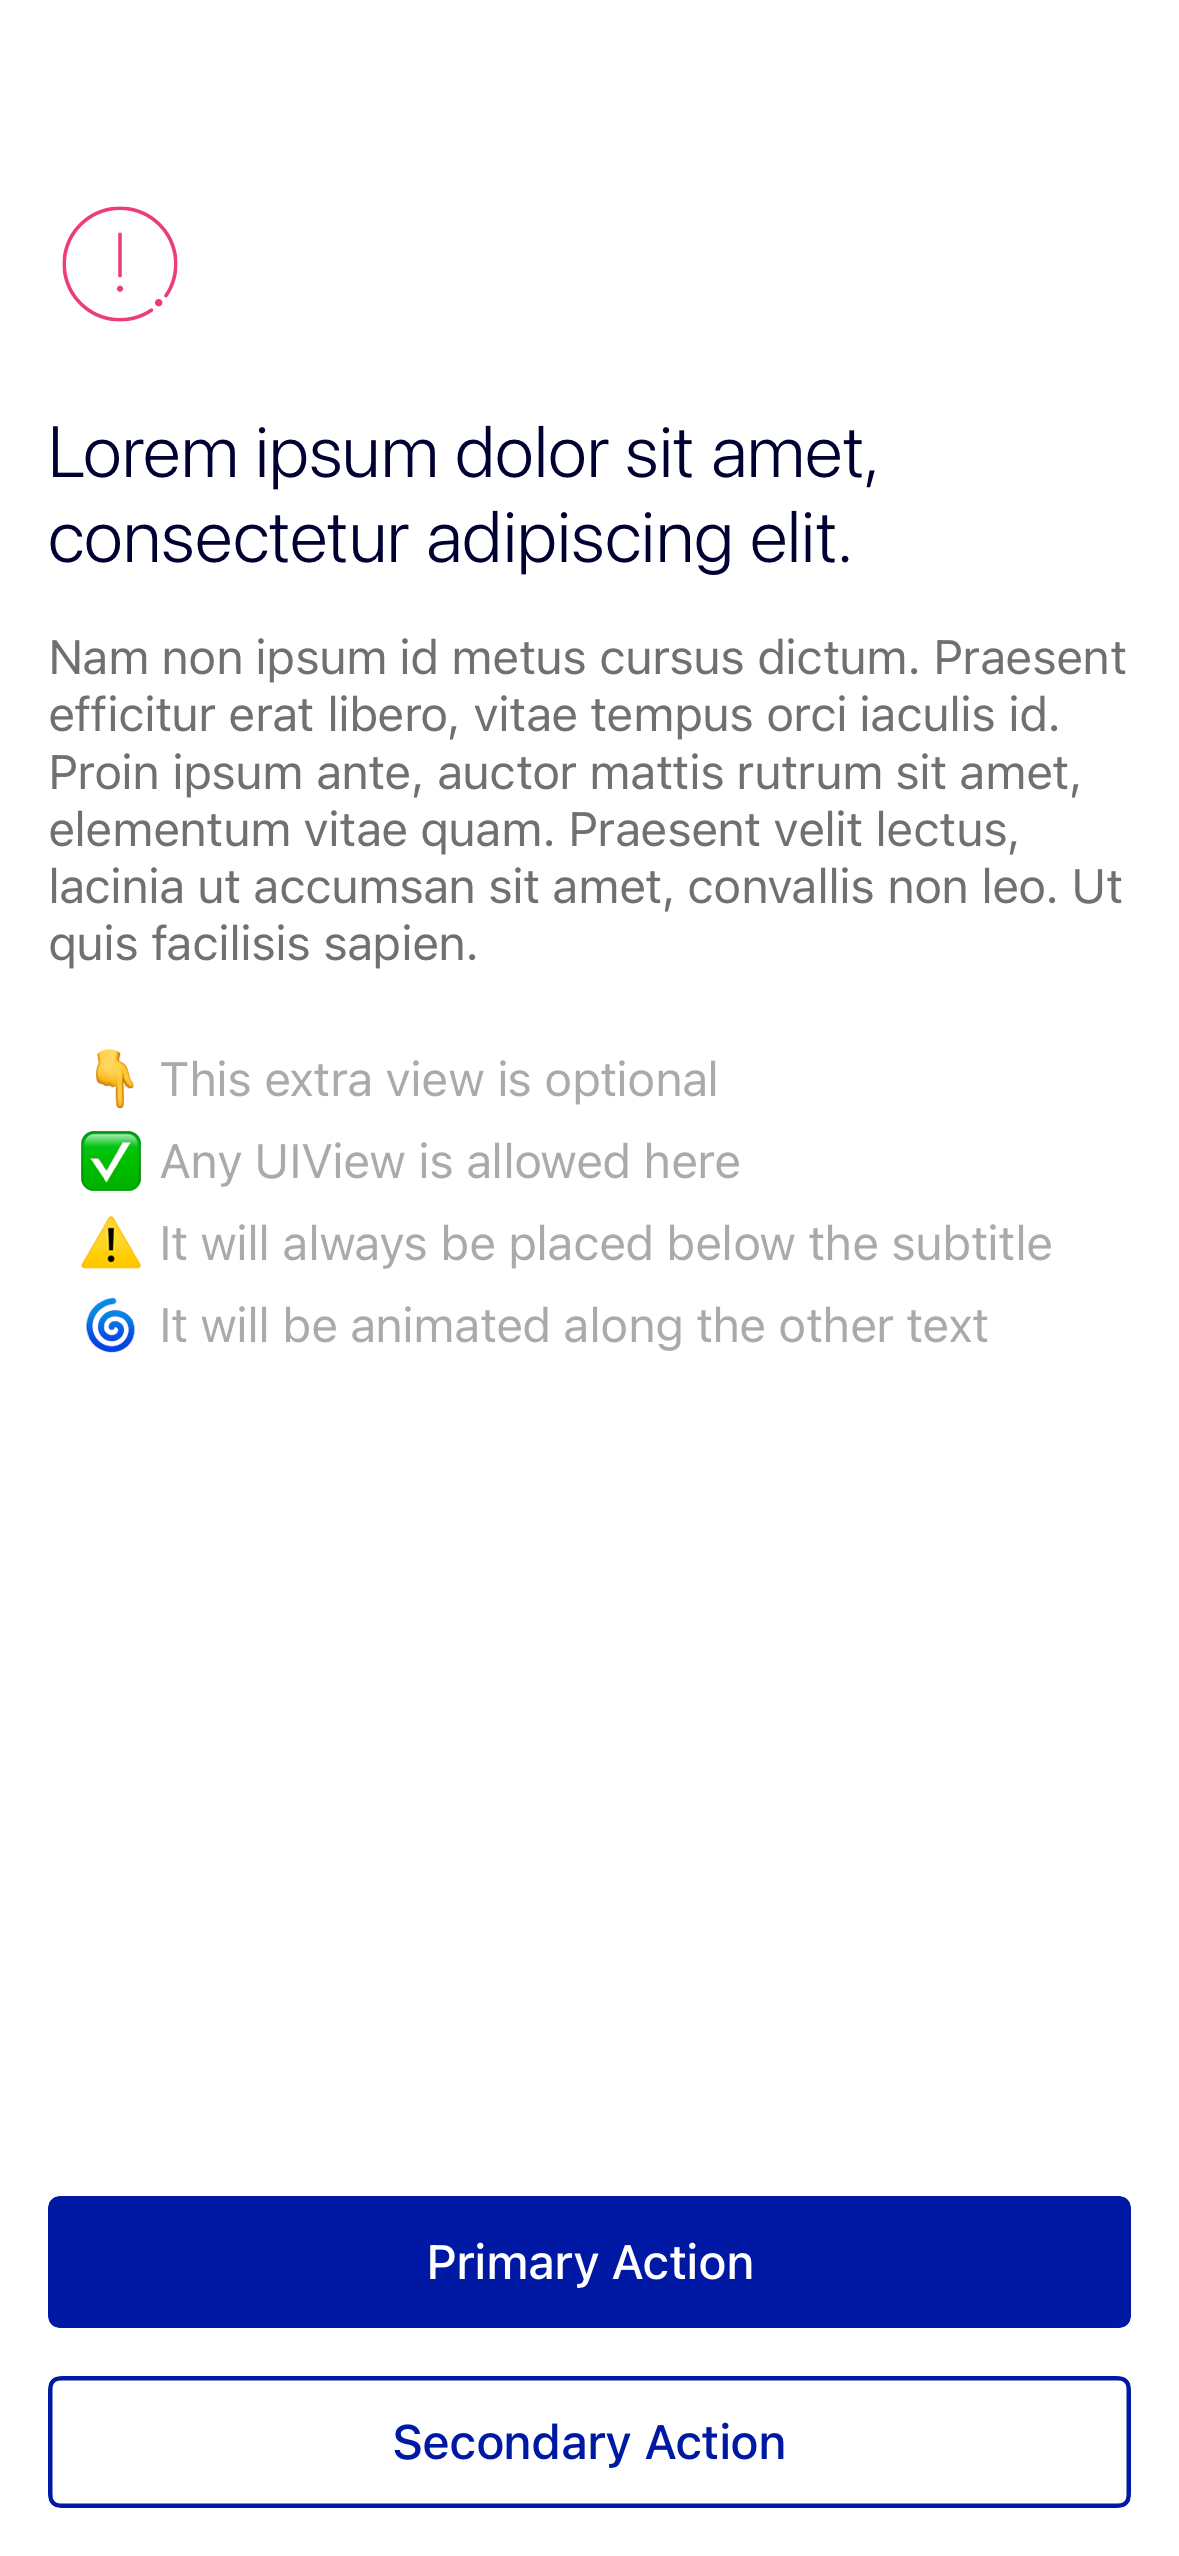 Lorem ipsum dolor sit amet,
consectetur adipiscing elit.
Nam non ipsum id metus cursus dictum. Praesent
efficitur erat libero, vitae tempus orci iaculis id.
Proin ipsum ante, auctor mattis rutrum sit amet,
elementum vitae quam. Praesent velit lectus,
lacinia ut accumsan sit amet, convallis non leo. Ut
quis facilisis sapien.
👇 This extra view is optional
✅ Any UIView is allowed here
⚠️ It will always be placed below the subtitle
🌀 It will be animated along the other text
Primary Action
Secondary Action